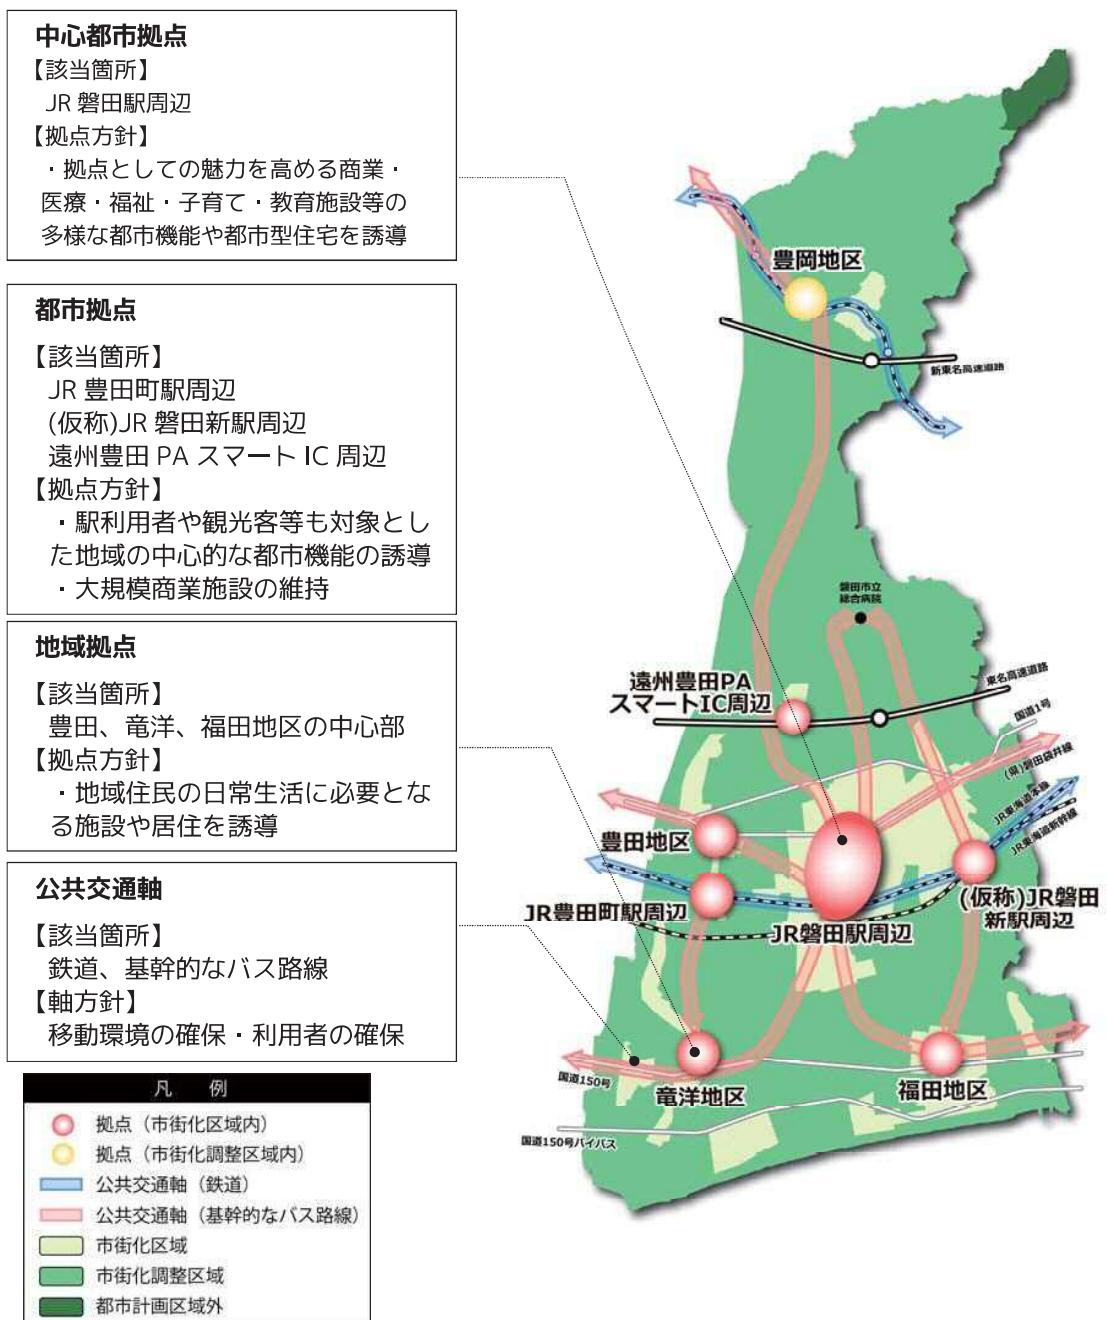 中心都市拠点
【該当箇所】
JR 磐田駅周辺
【拠点方針】
・拠点としての魅力を高める商業・
医療・福祉・子育て・教育施設等の
多様な都市機能や都市型住宅を誘導
都市拠点
【該当箇所】
JR 豊田町駅周辺
(仮称)JR 磐田新駅周辺
遠州豊田 PA スマート IC 周辺
【拠点方針】
・駅利用者や観光客等も対象とし
た地域の中心的な都市機能の誘導
・大規模商業施設の維持
地域拠点
【該当箇所】
豊田、竜洋、福田地区の中心部
【拠点方針】
・地域住民の日常生活に必要とな
る施設や居住を誘導
公共交通軸
【該当箇所】
鉄道、基幹的なバス路線
【軸方針】
移動環境の確保・利用者の確保
凡 例
拠点（市街化区域内）
拠点（市街化調整区域内）
公共交通軸（鉄道）
公共交通軸（基幹的なバス路線）
市街化区域
市街化調整区域
都市計画区域外
豊岡地区
新東名高速道路
磐田市立
総合病院
遠州豊田PA
スマートIC周辺
東名高速道路
国道1号
(県)磐田袋井線
JR東海道本線
JR東海道新幹線
豊田地区
JR豊田町駅周辺
JR磐田駅周辺
(仮称)JR磐田
新駅周辺
国道150号
竜洋地区
福田地区
国道150号バイパス